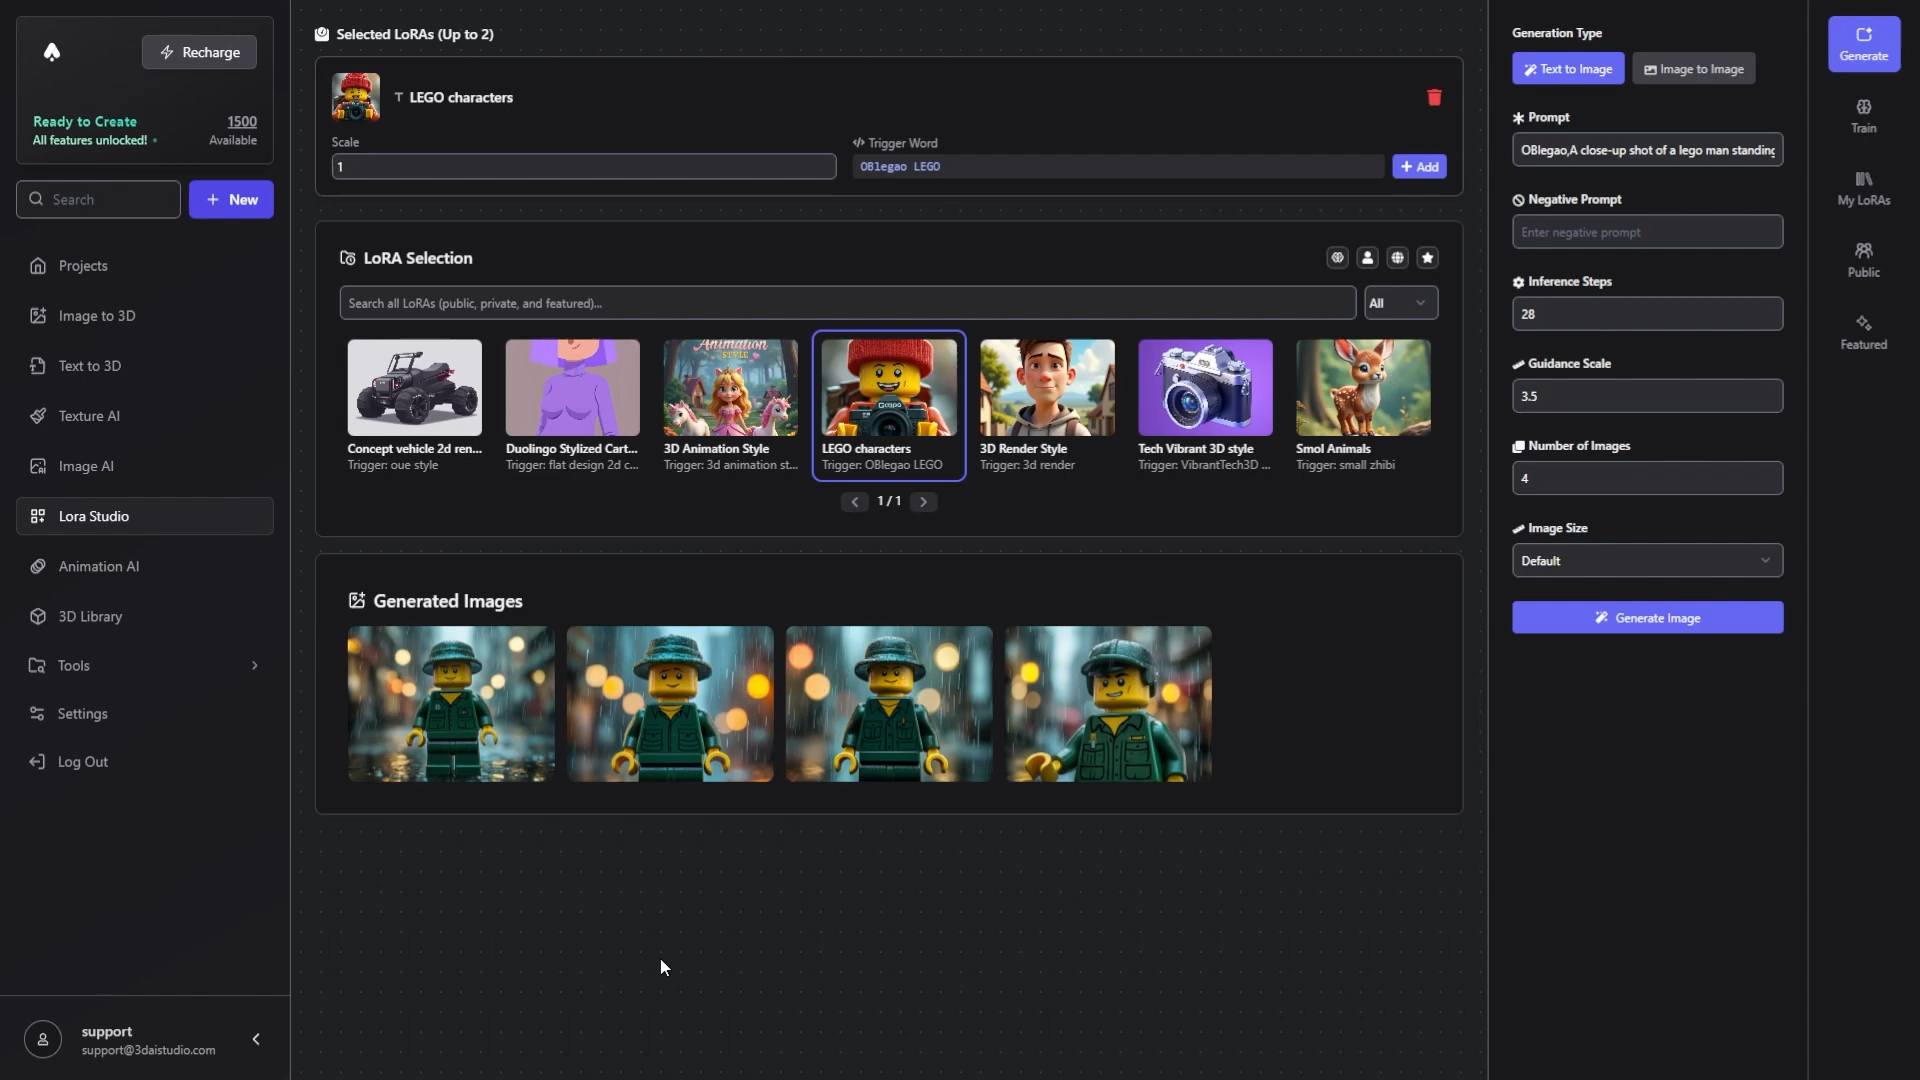 Recharge
Ready to Create
1500
All features unlocked!
Available
Search
+ New
Projects
Image to 3D
Text to 3D
Texture AI
Image AI
Lora Studio
Animation AI
3D Library
Tools
Settings
Log Out
support
support@3daistudio.com
Selected LoRAs (Up to 2)
T LEGO characters
Scale
1
</> Trigger Word
OBlegao LEGO
+ Add
LoRA Selection
Search all LoRAs (public, private, and featured)...
All
Concept vehicle 2d ren...
Trigger: oue style
Duolingo Stylized Cart...
Trigger: flat design 2d c...
Animation
STYLE
3D Animation Style
Trigger: 3d animation st...
LEGO characters
Trigger: OBlegao LEGO
3D Render Style
Trigger: 3d render
Tech Vibrant 3D style
Trigger: VibrantTech3D ...
Smol Animals
Trigger: small zhibi
1 / 1
Generated Images
Generation Type
Text to Image
Image to Image
Prompt
OBlegao,A close-up shot of a lego man standing
Negative Prompt
Enter negative prompt
Inference Steps
28
Guidance Scale
3.5
Number of Images
4
Image Size
Default
Generate Image
Generate
Train
My LoRAs
Public
Featured